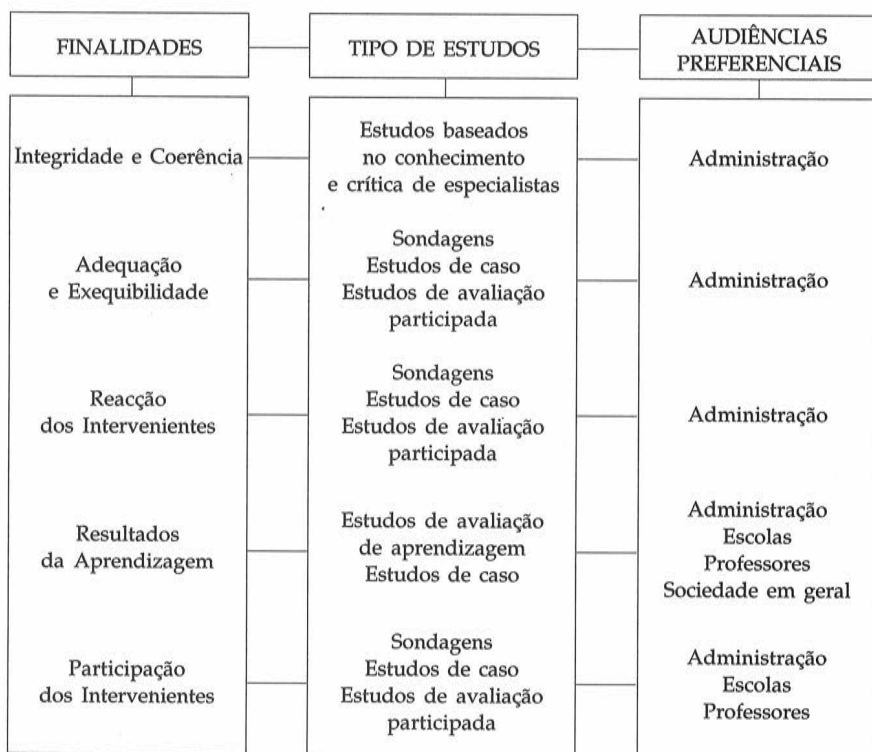 FINALIDADES
TIPO DE ESTUDOS
AUDIÊNCIAS
PREFERENCIAIS
Integridade e Coerência
Estudos baseados
no conhecimento
e crítica de especialistas
Administração
Adequação
e Exequibilidade
Sondagens
Estudos de caso
Estudos de avaliação
participada
Administração
Reacção
dos Intervenientes
Sondagens
Estudos de caso
Estudos de avaliação
participada
Administração
Resultados
da Aprendizagem
Estudos de avaliação
de aprendizagem
Estudos de caso
Administração
Escolas
Professores
Sociedade em geral
Participação
dos Intervenientes
Sondagens
Estudos de caso
Estudos de avaliação
participada
Administração
Escolas
Professores